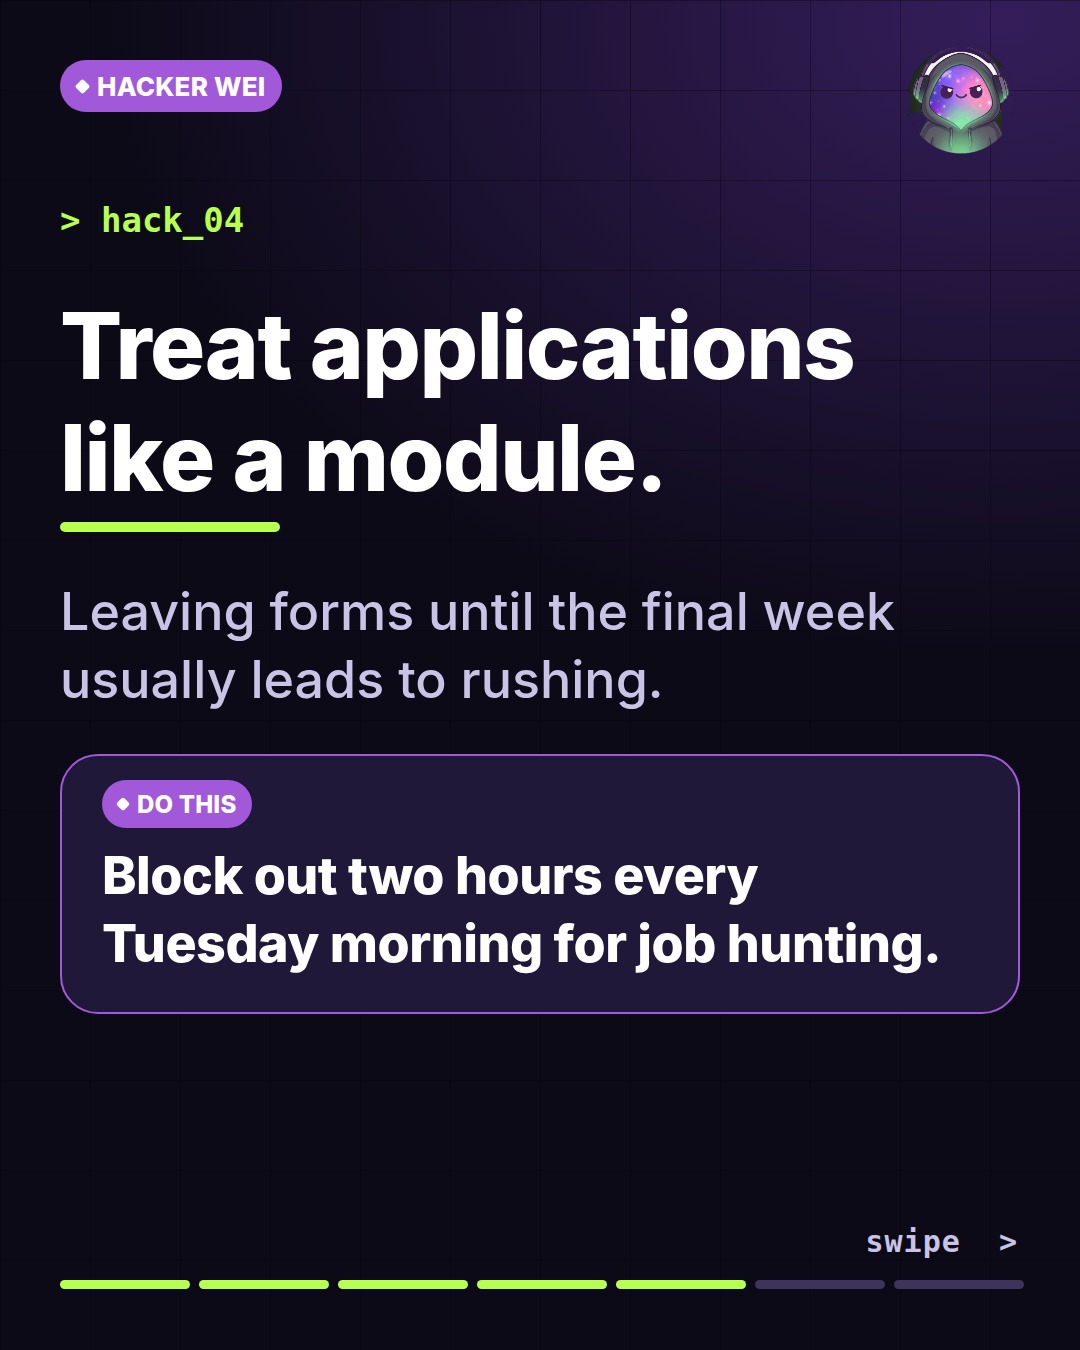 HACKER WEI
> hack_04
Treat applications
like a module.
Leaving forms until the final week
usually leads to rushing.
DO THIS
Block out two hours every
Tuesday morning for job hunting.
swipe >